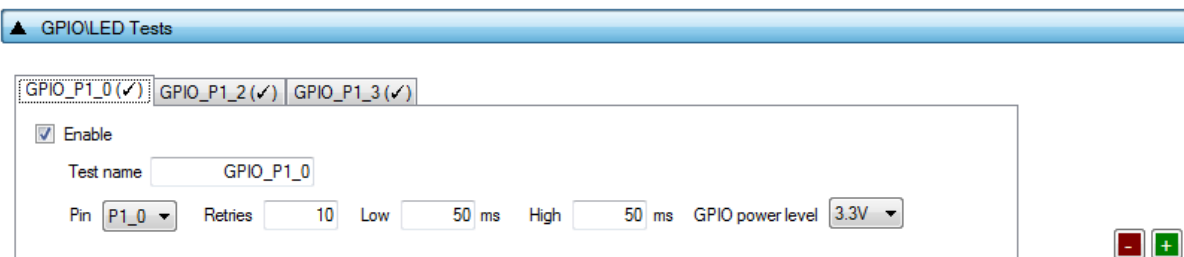 ▲ GPIO\LED Tests
GPIO_P1_0 (✓) GPIO_P1_2 (✓) GPIO_P1_3 (✓)
Enable
Test name GPIO_P1_0
Pin P1_0 Retries 10 Low 50 ms High 50 ms GPIO power level 3.3V
- +